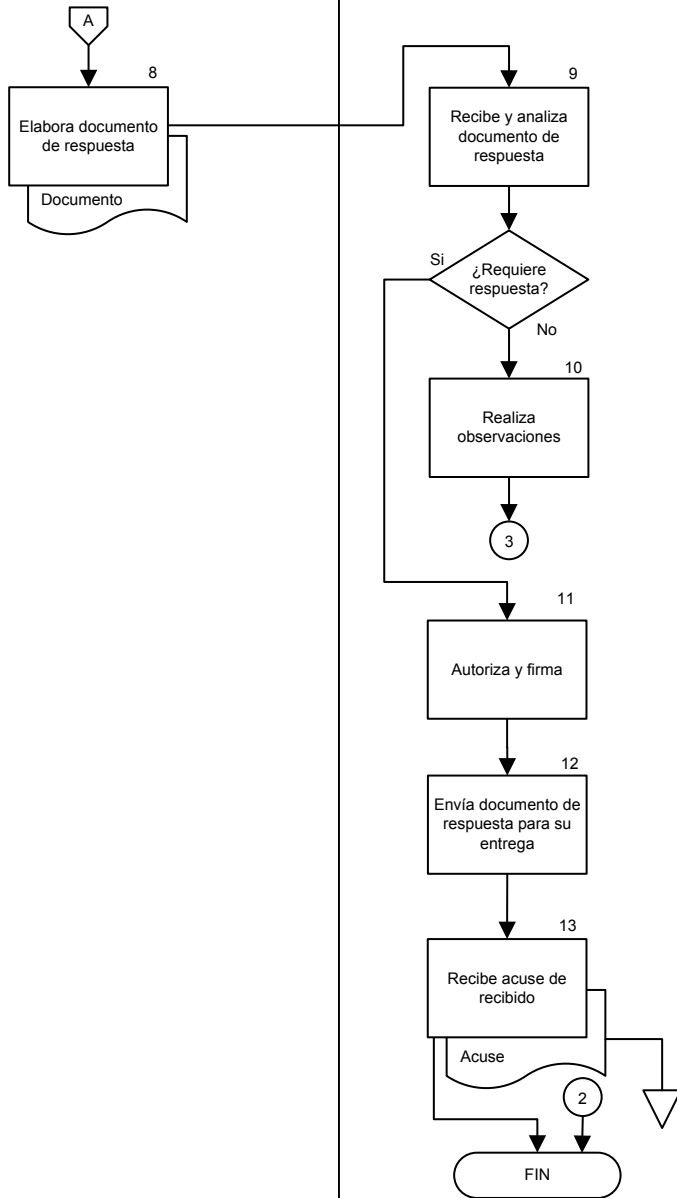 A
8
Elabora documento
de respuesta
Documento
9
Recibe y analiza
documento de
respuesta
Si
¿Requiere
respuesta?
No
10
Realiza
observaciones
3
11
Autoriza y firma
12
Envía documento de
respuesta para su
entrega
13
Recibe acuse de
recibido
Acuse
2
FIN